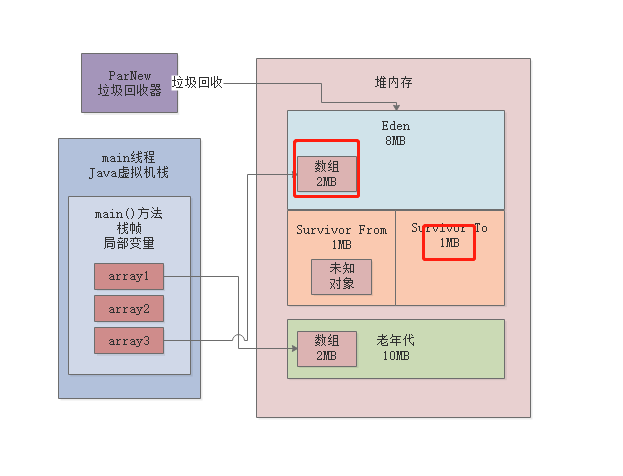 ParNew
垃圾回收器
垃圾回收
堆内存
Eden
8MB
数组
2MB
main线程
Java虚拟机栈
main()方法
栈帧
局部变量
array1
array2
array3
Survivor From
1MB
未知
对象
Survivor To
1MB
数组
2MB
老年代
10MB